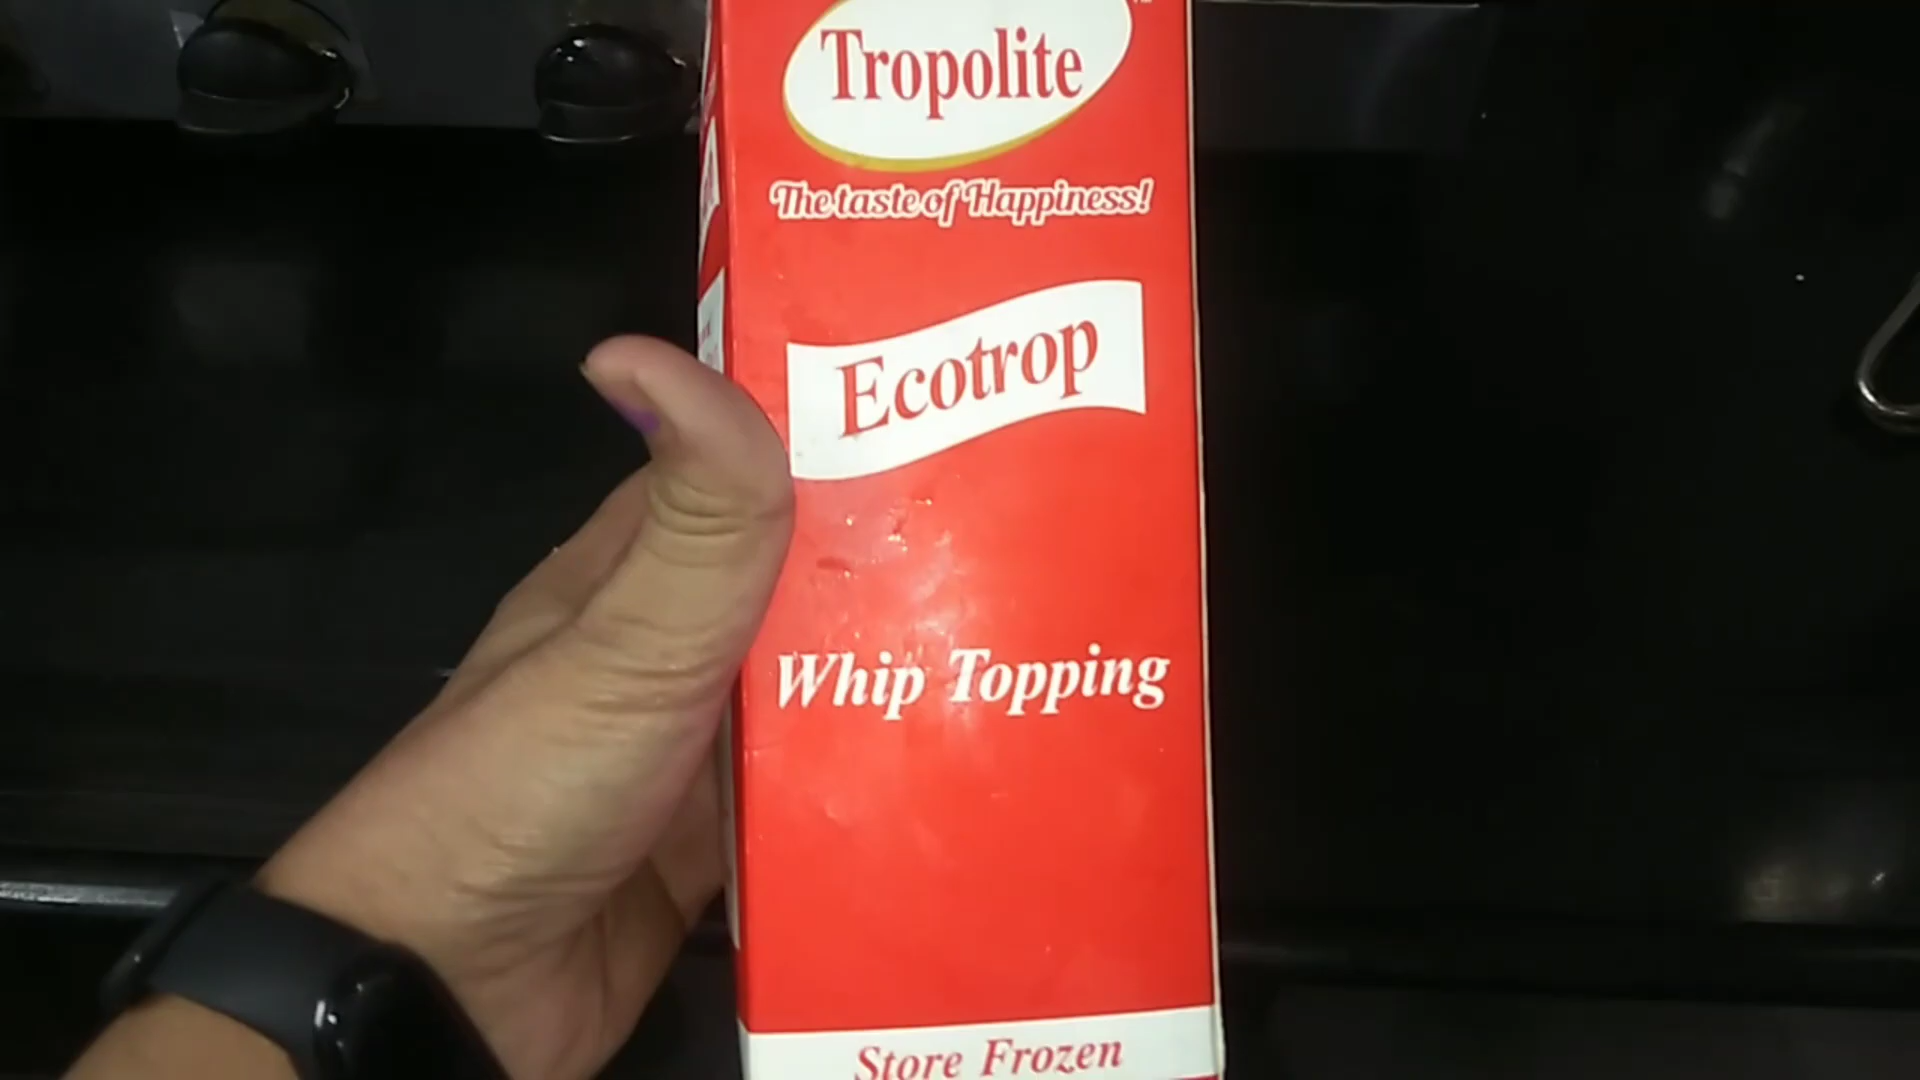 Tropolite
The taste of Happiness!
Ecotrop
Whip Topping
Store Frozen